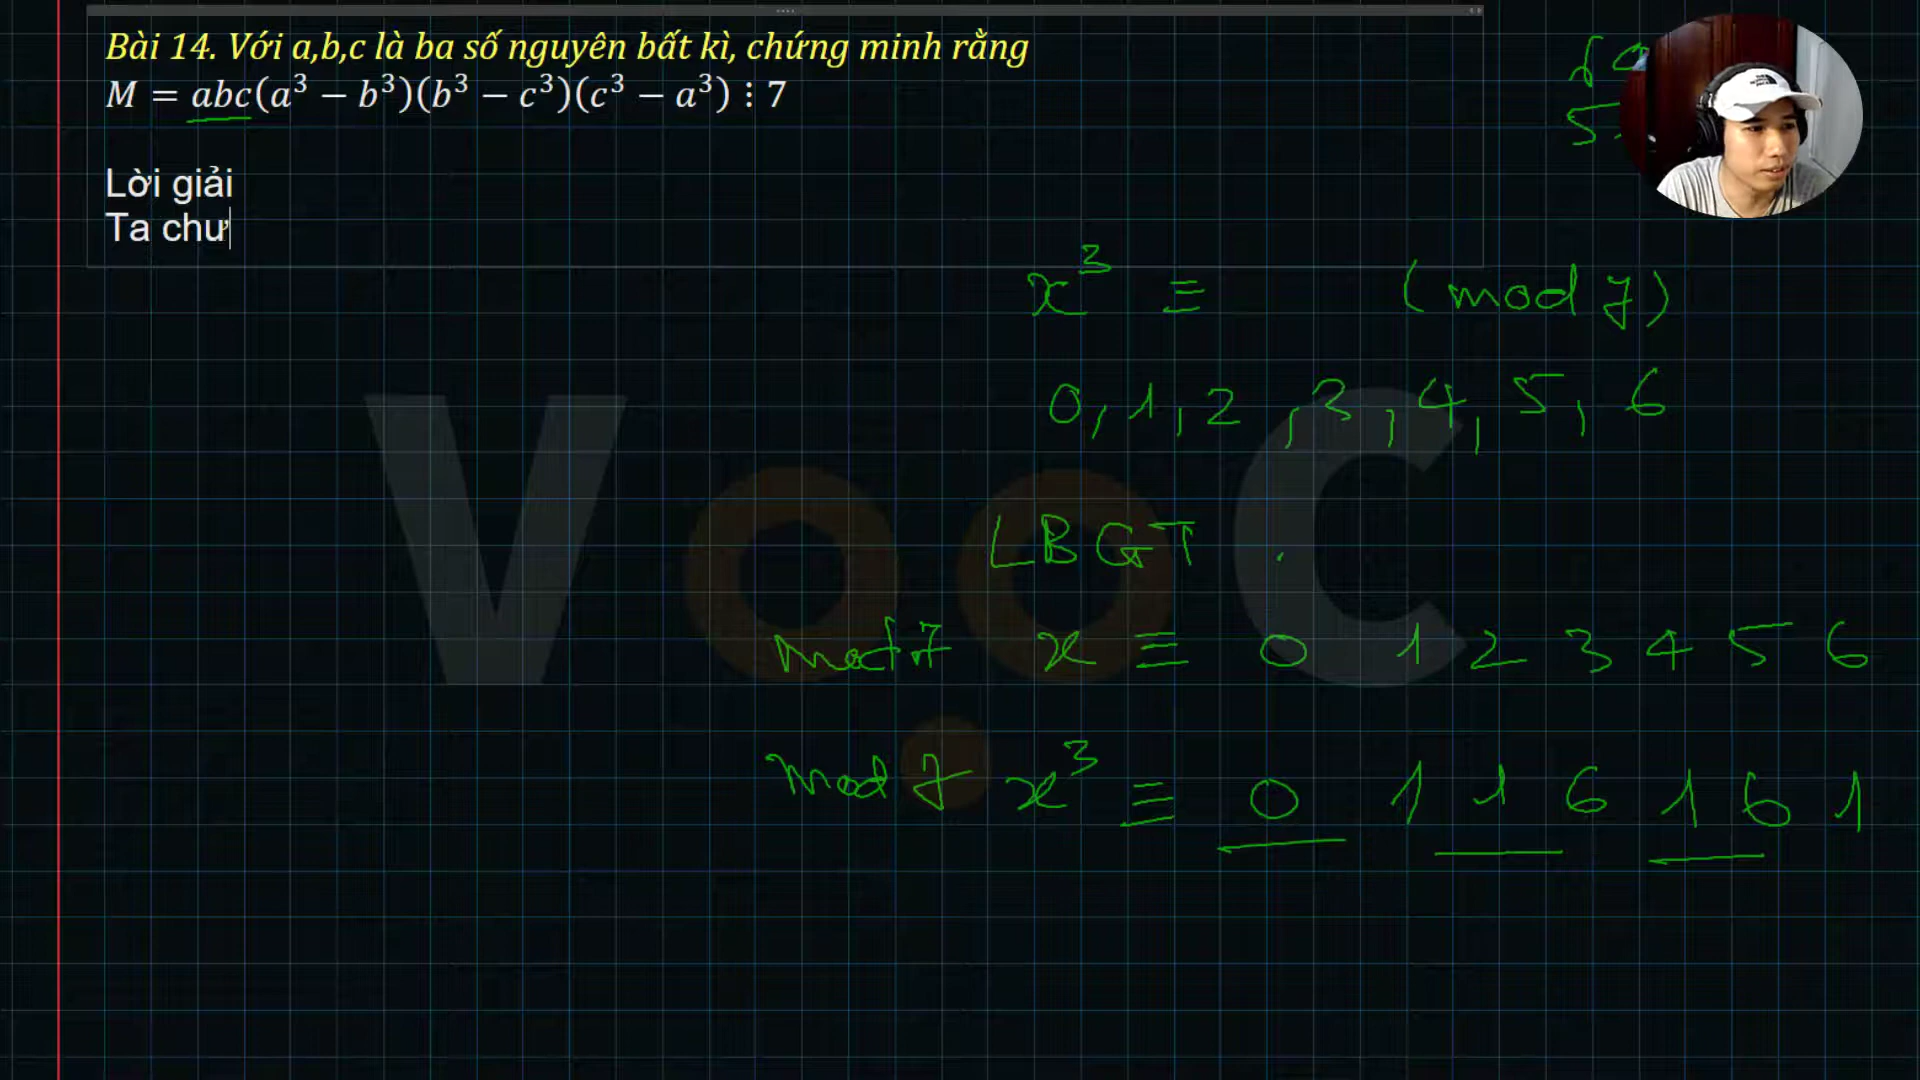 Bài 14. Với a,b,c là ba số nguyên bất kì, chứng minh rằng
M = abc(a³ − b³)(b³ − c³)(c³ − a³) ⋮ 7
Lời giải
Ta chư
x³ ≡ (mod 7)
0, 1, 2, 3, 4, 5, 6
LBGT .
mod 7 x ≡ 0 1 2 3 4 5 6
mod 7 x³ ≡ 0 1 1 6 1 6 1
VOOC